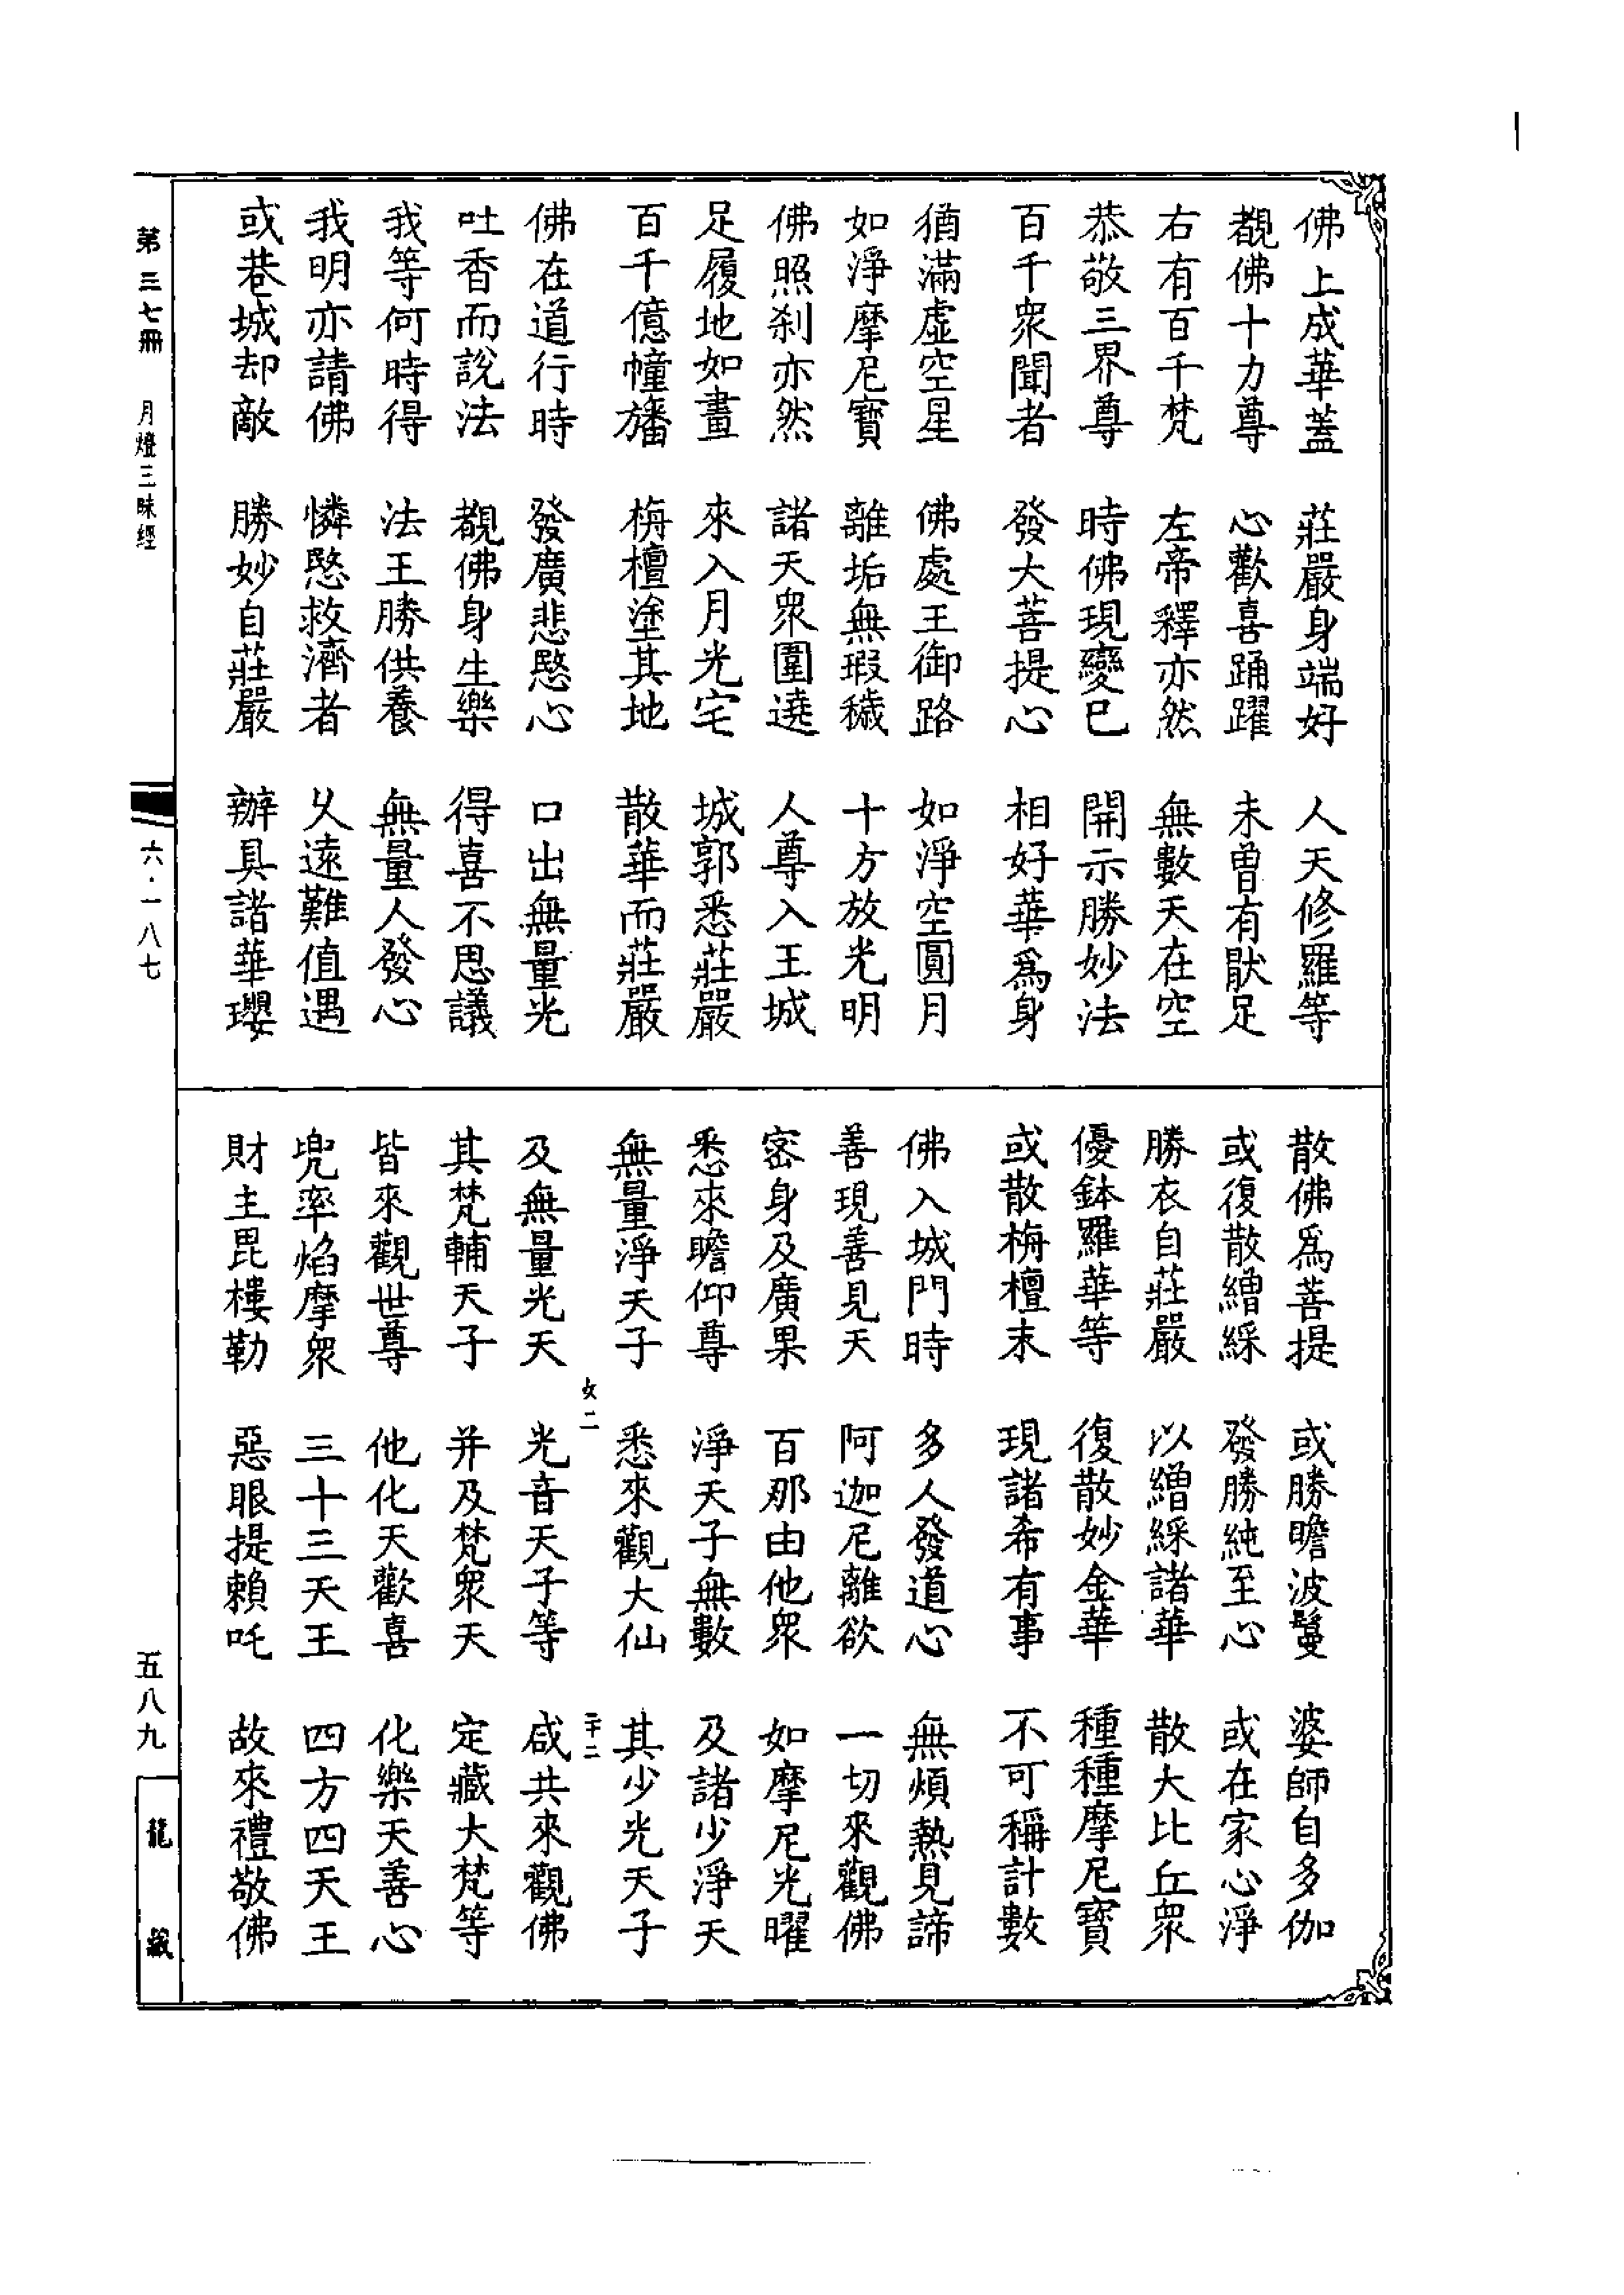 佛上成華蓋　莊嚴身端好　人天修羅等
覩佛十力尊　心歡喜踊躍　未曾有猒足
右有百千梵　左帝釋亦然　無數天在空
恭敬三界尊　時佛現變已　開示勝妙法
百千衆聞者　發大菩提心　相好華爲身
猶滿虛空星　佛處王御路　如淨空圓月
如淨摩尼寶　離垢無瑕穢　十方放光明
佛照刹亦然　諸天衆圍遶　人尊入王城
足履地如畫　來入月光宅　城郭悉莊嚴
百千億幢旛　栴檀塗其地　散華而莊嚴
佛在道行時　發廣悲愍心　口出無量光
吐香而說法　覩佛身生樂　得喜不思議
我等何時得　法王勝供養　無量人發心
我明亦請佛　憐愍救濟者　久遠難值遇
或巷城却敵　勝妙自莊嚴　辦具諸華瓔
散佛爲菩提　或勝瞻波鬘　婆師自多伽
或復散繒綵　發勝純至心　或在家心淨
勝衣自莊嚴　以繒綵諸華　散大比丘衆
優鉢羅華等　復散妙金華　種種摩尼寶
或散栴檀末　現諸希有事　不可稱計數
佛入城門時　多人發道心　無煩熱見諦
善現善見天　阿迦尼離欲　一切來觀佛
密身及廣果　百那由他衆　如摩尼光曜
悉來瞻仰尊　淨天子無數　及諸少淨天
無量淨天子　悉來觀大仙　其少光天子
女二　二十二
及無量光天　光音天子等　咸共來觀佛
其梵輔天子　并及梵衆天　定藏大梵等
皆來觀世尊　他化天歡喜　化樂天善心
兜率焰摩衆　三十三天王　四方四天王
財主毘樓勒　惡眼提賴吒　故來禮敬佛
第三七冊　月燈三昧經　六·一八七　五八九　龍藏